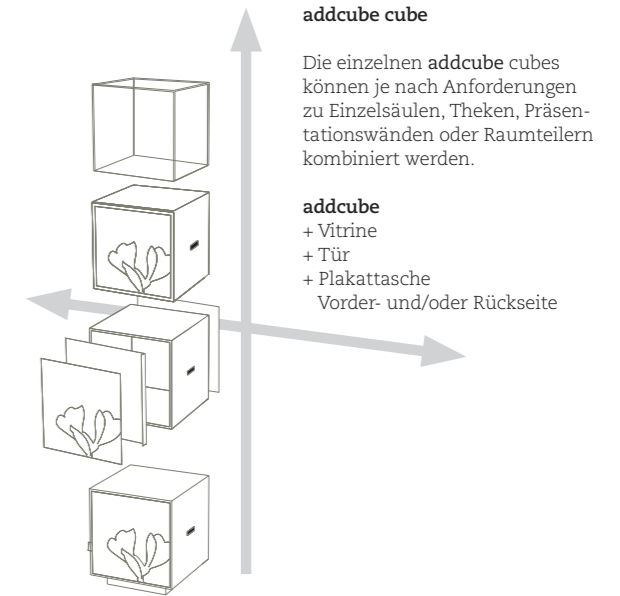 addcube cube
Die einzelnen addcube cubes
können je nach Anforderungen
zu Einzelsäulen, Theken, Präsen-
tationswänden oder Raumteilern
kombiniert werden.
addcube
+ Vitrine
+ Tür
+ Plakattasche
Vorder- und/oder Rückseite